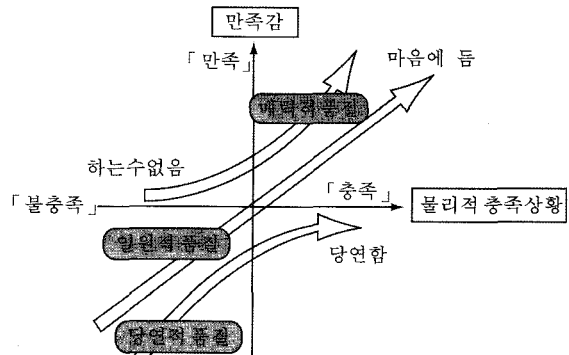 만족감
「만족」
마음에 듬
매력적품질
하는수없음
「불충족」
「충족」
물리적 충족상황
일원적품질
당연함
당연적품질